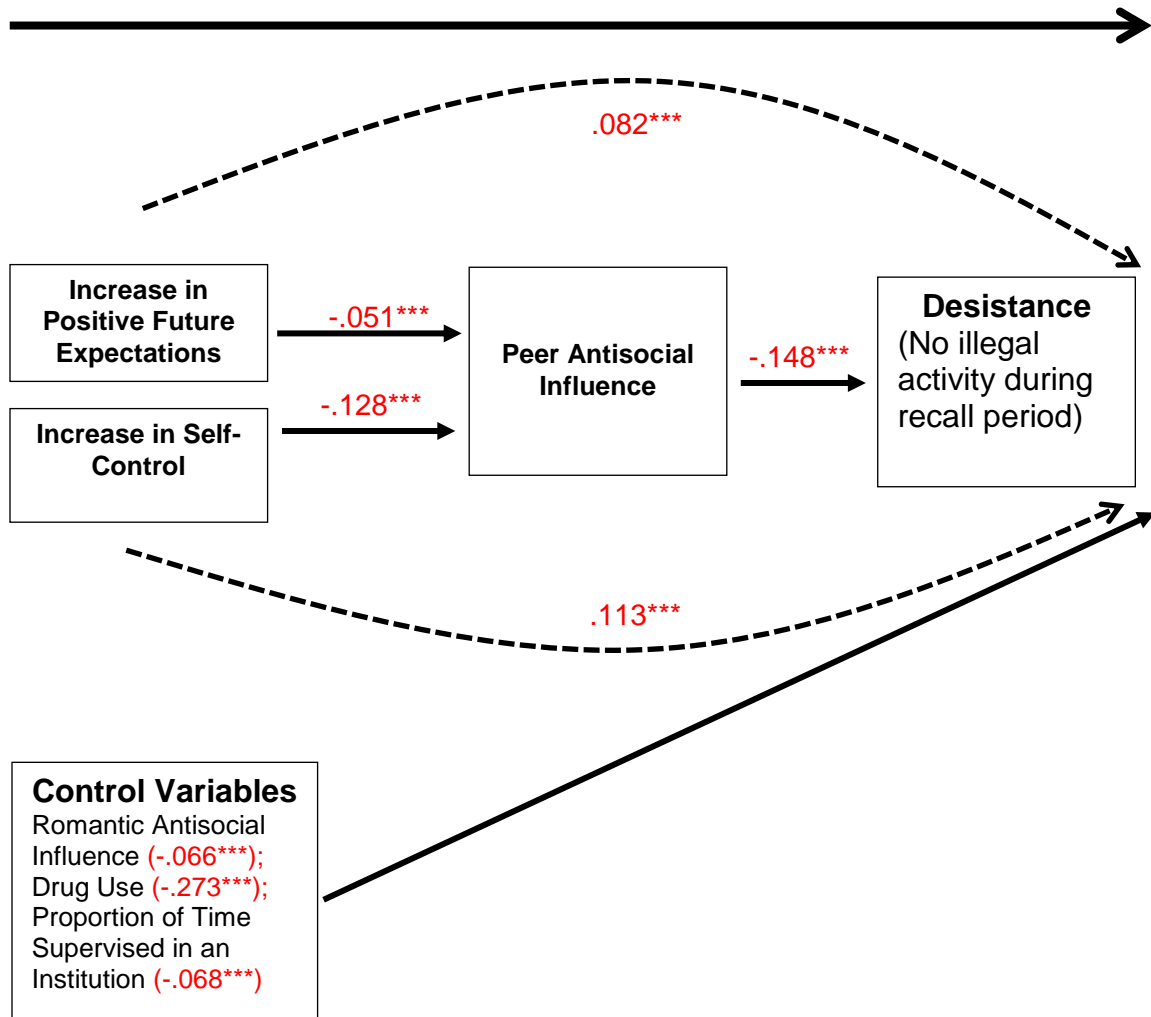 .082***
Increase in
Positive Future
Expectations
-.051***
Peer Antisocial
Influence
-.148***
Desistance
(No illegal
activity during
recall period)
Increase in Self-
Control
-.128***
.113***
Control Variables
Romantic Antisocial
Influence (-.066***);
Drug Use (-.273***);
Proportion of Time
Supervised in an
Institution (-.068***)